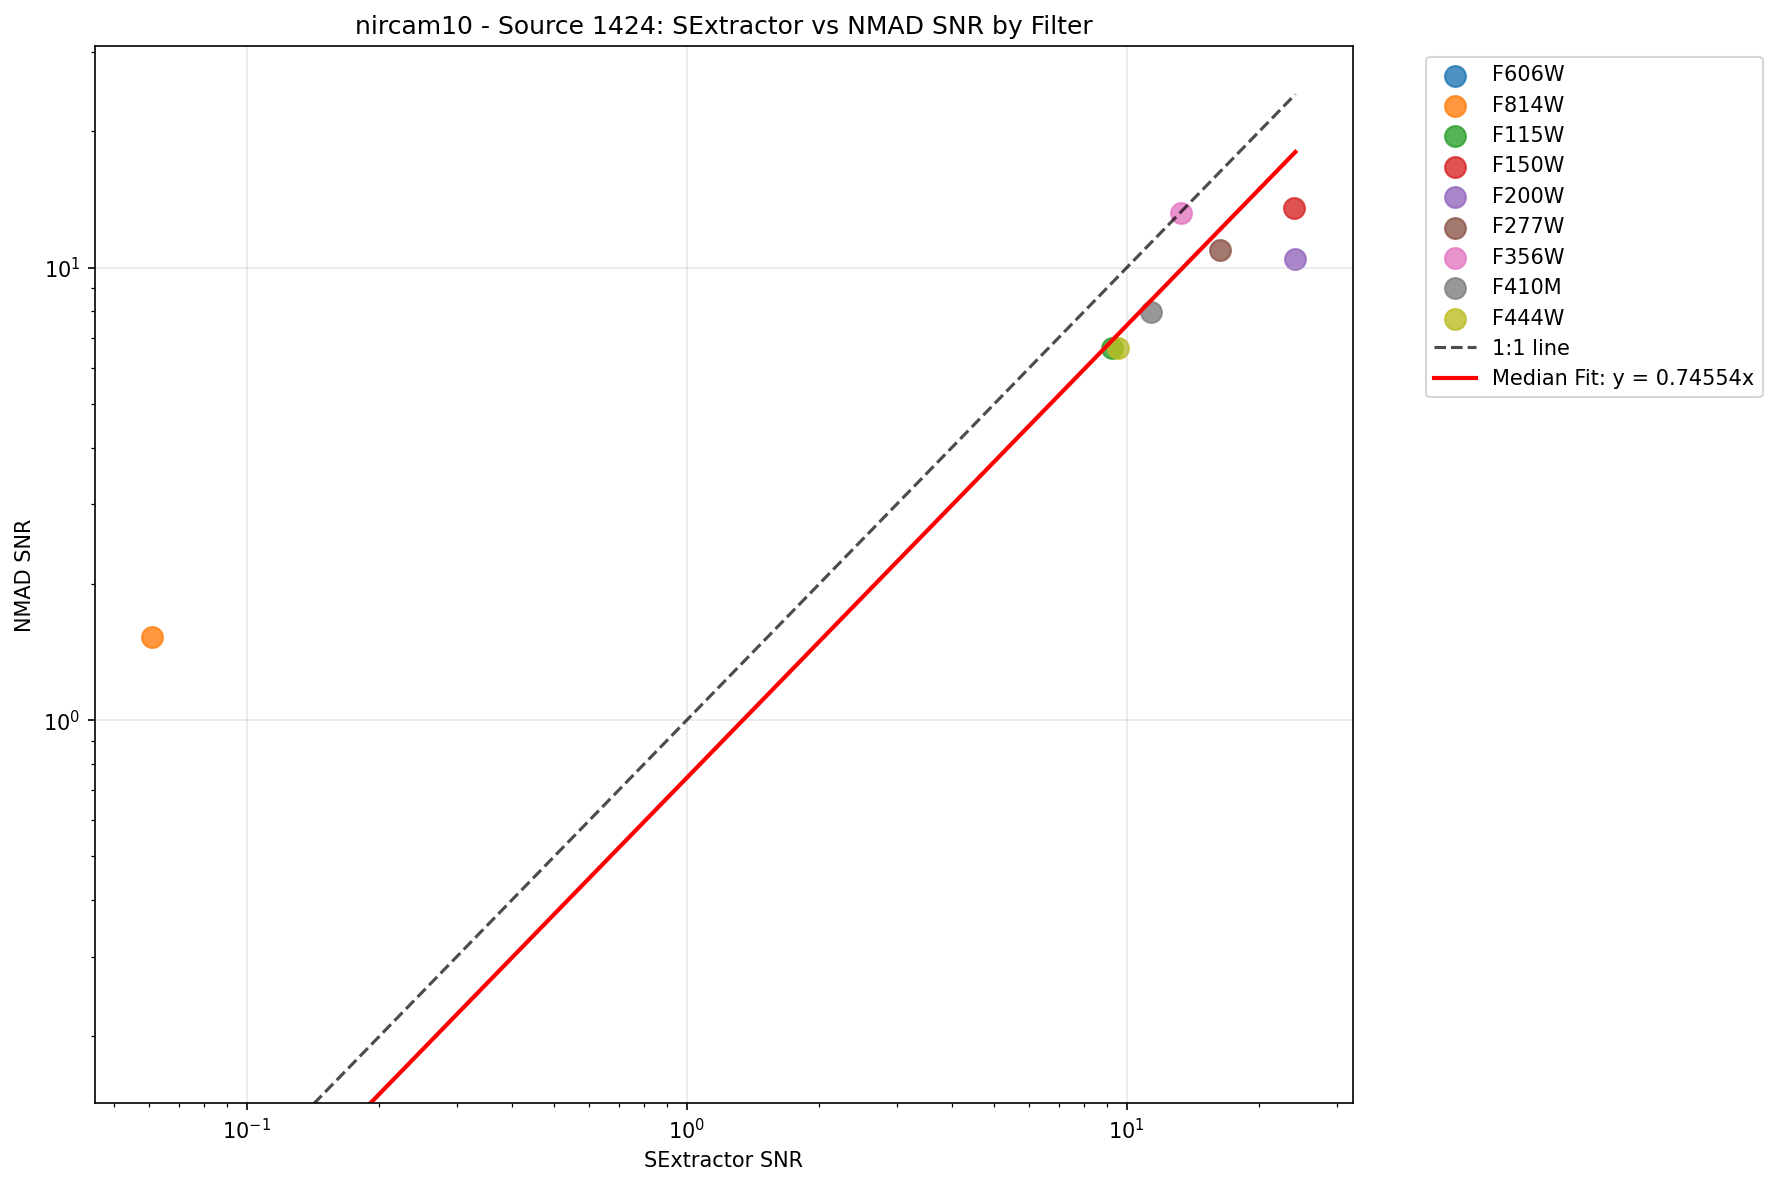 nircam10 - Source 1424: SExtractor vs NMAD SNR by Filter
F606W
F814W
F115W
F150W
F200W
F277W
F356W
F410M
F444W
1:1 line
Median Fit: y = 0.74554x
NMAD SNR
10¹
10⁰
10⁻¹
10⁰
10¹
SExtractor SNR